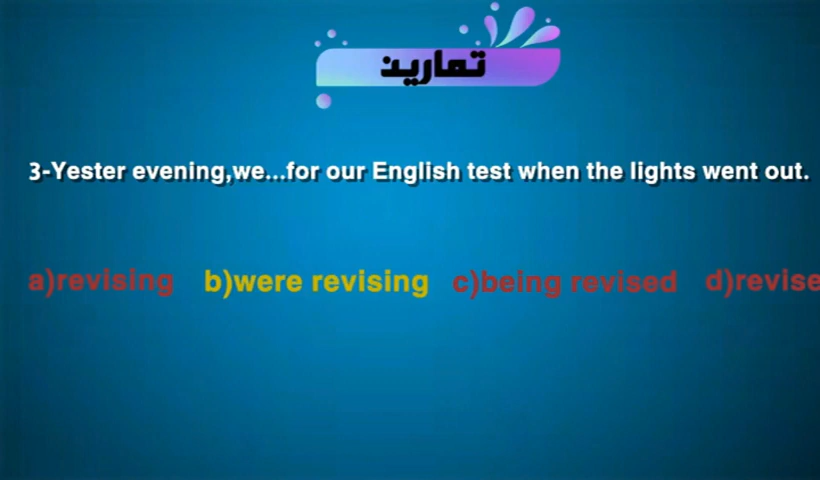 تمارين
3-Yester evening,we...for our English test when the lights went out.
a)revising b)were revising c)being revised d)revise